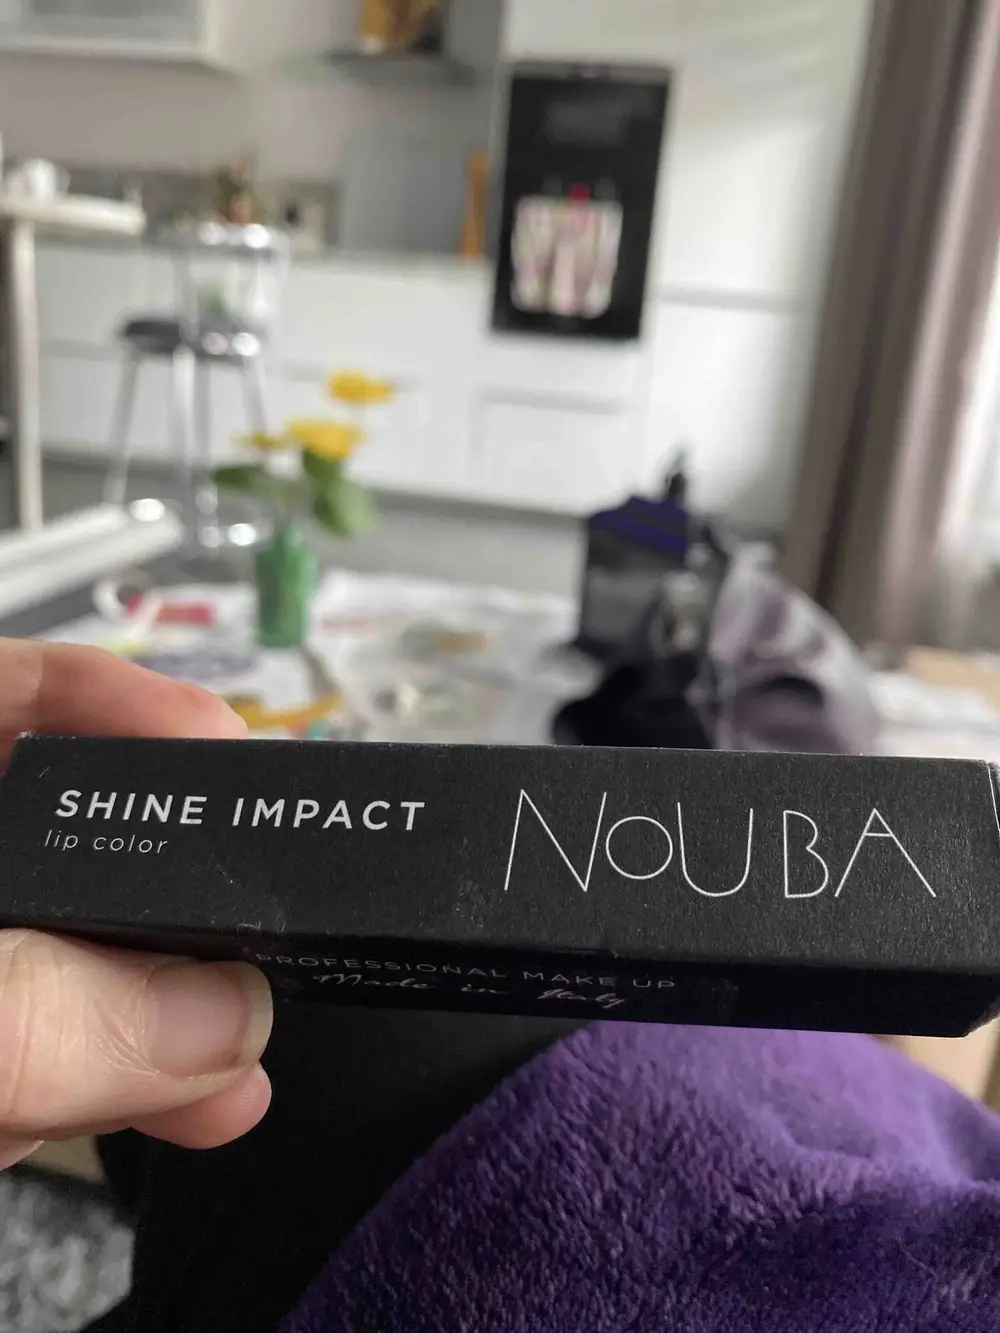 SHINE IMPACT
lip color
NOUBA
PROFESSIONAL MAKE UP
Made in Italy